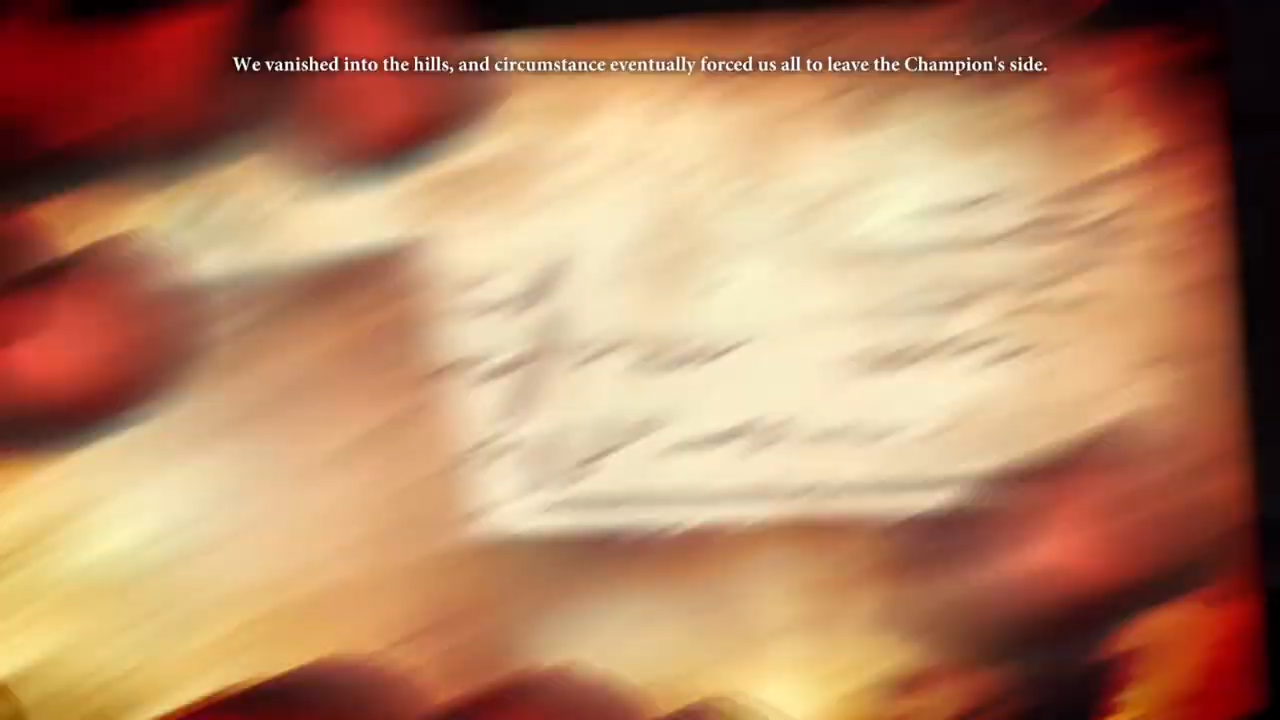 We vanished into the hills, and circumstance eventually forced us all to leave the Champion's side.